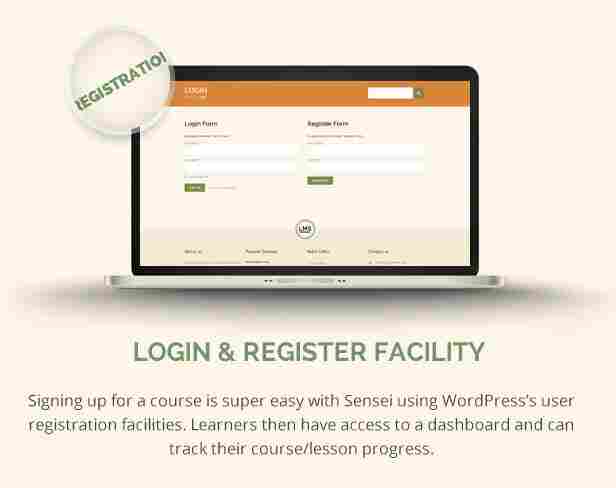 REGISTRATION
LOGIN
Login Form
Register Form
LMS
About us
Popular Courses
Quick Links
Contact us
LOGIN & REGISTER FACILITY
Signing up for a course is super easy with Sensei using WordPress's user
registration facilities. Learners then have access to a dashboard and can
track their course/lesson progress.